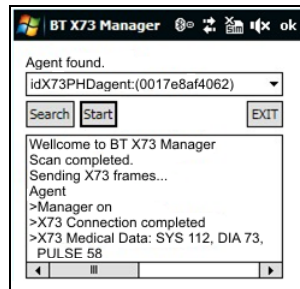 BT X73 Manager ok
Agent found.
idX73PHDagent:(0017e8af4062)
Search Start EXIT
Wellcome to BT X73 Manager
Scan completed.
Sending X73 frames...
Agent
>Manager on
>X73 Connection completed
>X73 Medical Data: SYS 112, DIA 73,
PULSE 58